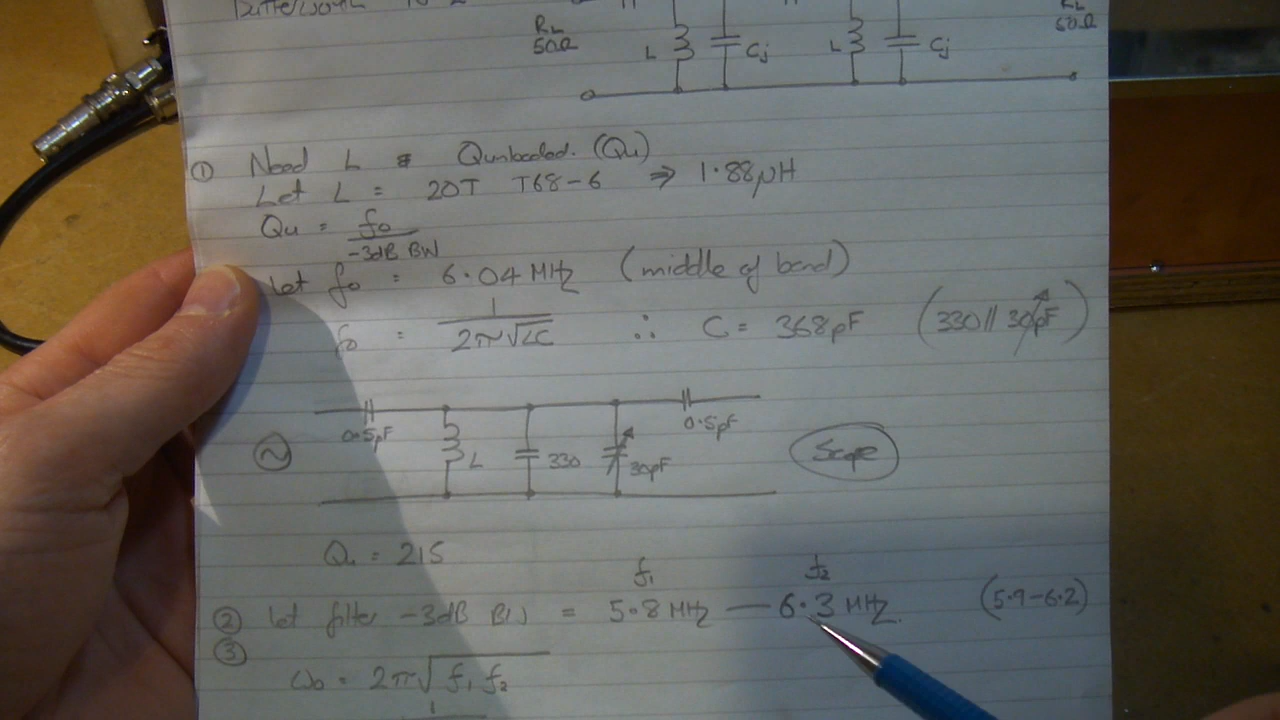 Butterworth
RL
50Ω
L
Cj
L
Cj
RL
50Ω
① Need L & Qunloaded. (Qu)
Let L = 20T T68-6 ⇒ 1.88μH
Qu = fo / -3dB BW
Let fo = 6.04 MHz (middle of band)
fo = 1 / 2π√LC ∴ C = 368pF (330 // 30pF)
0.5pF
0.5pF
~
L
330
30pF
Scope
Qu = 215
f1 f2
② Let filter -3dB BW = 5.8 MHz — 6.3 MHz. (5.9-6.2)
③
ω0 = 2π√f1 f2
1